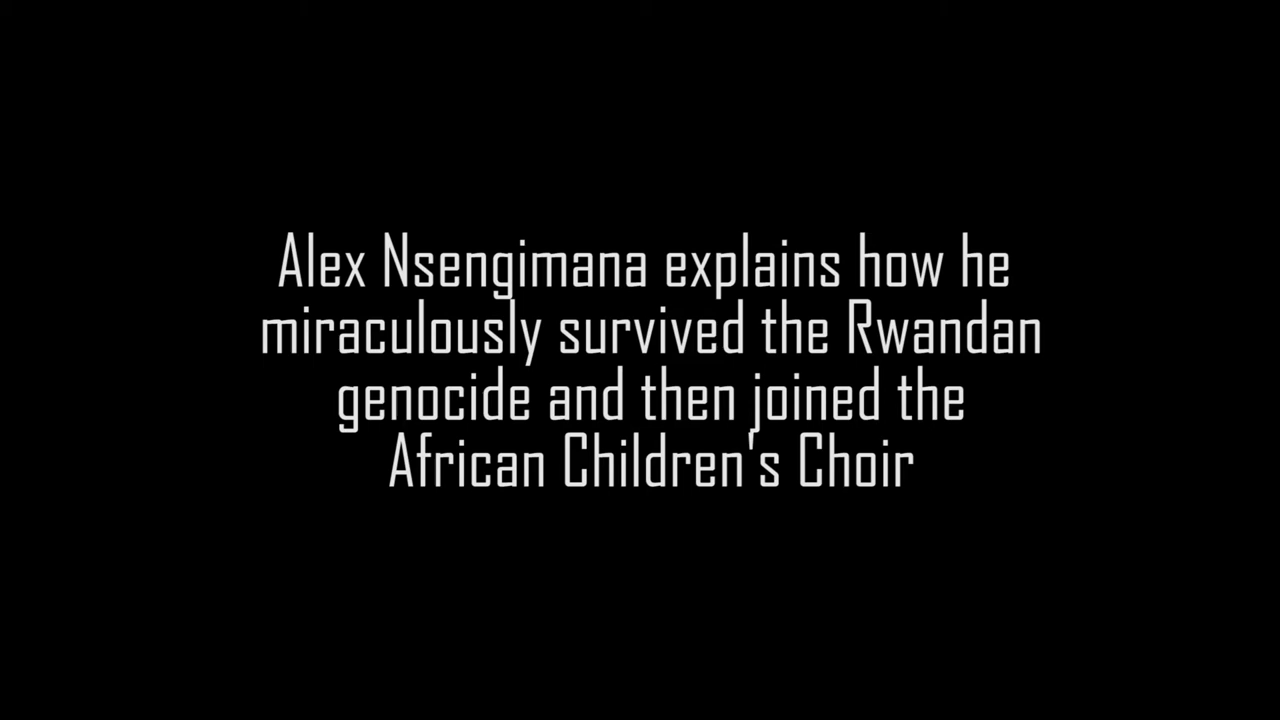 Alex Nsengimana explains how he
miraculously survived the Rwandan
genocide and then joined the
African Children's Choir